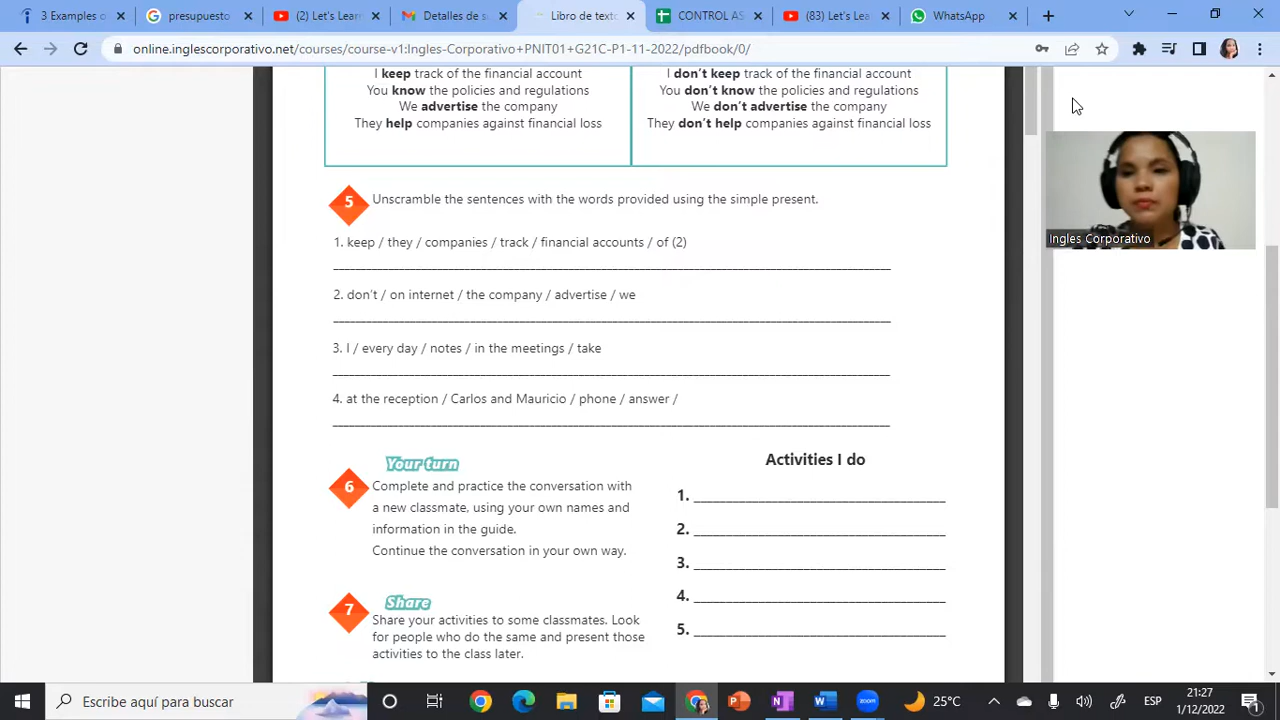 3 Ejemplos
presupuesto
(2) Let's Lear
Detalles de s
Libro de texto
CONTROL AS
(83) Let's Lea
WhatsApp
online.inglescorporativo.net/courses/course-v1:Ingles-Corporativo+PNIT01+G21C-P1-11-2022/pdfbook/0/
I keep track of the financial account
You know the policies and regulations
We advertise the company
They help companies against financial loss
I don't keep track of the financial account
You don't know the policies and regulations
We don't advertise the company
They don't help companies against financial loss
5 Unscramble the sentences with the words provided using the simple present.
1. keep / they / companies / track / financial accounts / of (2)
2. don't / on internet / the company / advertise / we
3. I / every day / notes / in the meetings / take
4. at the reception / Carlos and Mauricio / phone / answer /
Your turn
6 Complete and practice the conversation with
a new classmate, using your own names and
information in the guide.
Continue the conversation in your own way.
7 Share
Share your activities to some classmates. Look
for people who do the same and present those
activities to the class later.
Activities I do
1.
2.
3.
4.
5.
Ingles Corporativo
Escribe aquí para buscar
25°C
ESP
21:27
1/12/2022